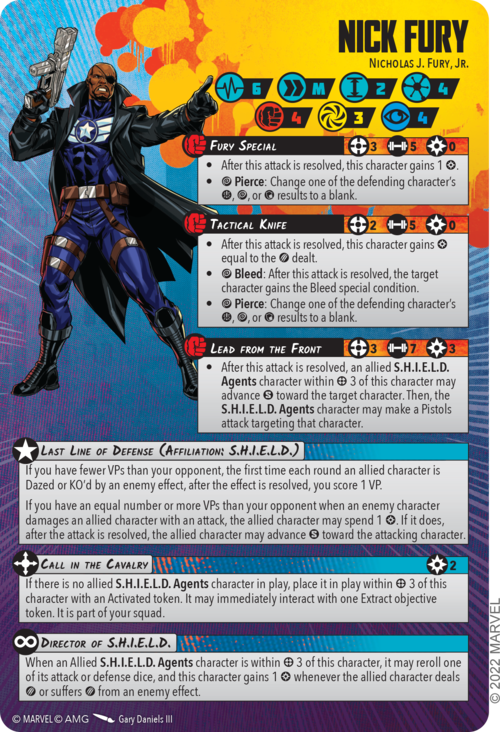 NICK FURY
NICHOLAS J. FURY, JR.
6 M 2 4
4 3 4
FURY SPECIAL 3 5 0
• After this attack is resolved, this character gains 1 .
• Pierce: Change one of the defending character's
, , or results to a blank.
TACTICAL KNIFE 2 5 0
• After this attack is resolved, this character gains
equal to the dealt.
• Bleed: After this attack is resolved, the target
character gains the Bleed special condition.
• Pierce: Change one of the defending character's
, , or results to a blank.
LEAD FROM THE FRONT 3 7 3
• After this attack is resolved, an allied S.H.I.E.L.D.
Agents character within 3 of this character may
advance S toward the target character. Then, the
S.H.I.E.L.D. Agents character may make a Pistols
attack targeting that character.
LAST LINE OF DEFENSE (AFFILIATION: S.H.I.E.L.D.)
If you have fewer VPs than your opponent, the first time each round an allied character is
Dazed or KO'd by an enemy effect, after the effect is resolved, you score 1 VP.
If you have an equal number or more VPs than your opponent when an enemy character
damages an allied character with an attack, the allied character may spend 1 . If it does,
after the attack is resolved, the allied character may advance S toward the attacking character.
CALL IN THE CAVALRY 2
If there is no allied S.H.I.E.L.D. Agents character in play, place it in play within 3 of this
character with an Activated token. It may immediately interact with one Extract objective
token. It is part of your squad.
DIRECTOR OF S.H.I.E.L.D.
When an Allied S.H.I.E.L.D. Agents character is within 3 of this character, it may reroll one
of its attack or defense dice, and this character gains 1 whenever the allied character deals
or suffers from an enemy effect.
© MARVEL © AMG Gary Daniels III
© 2022 MARVEL